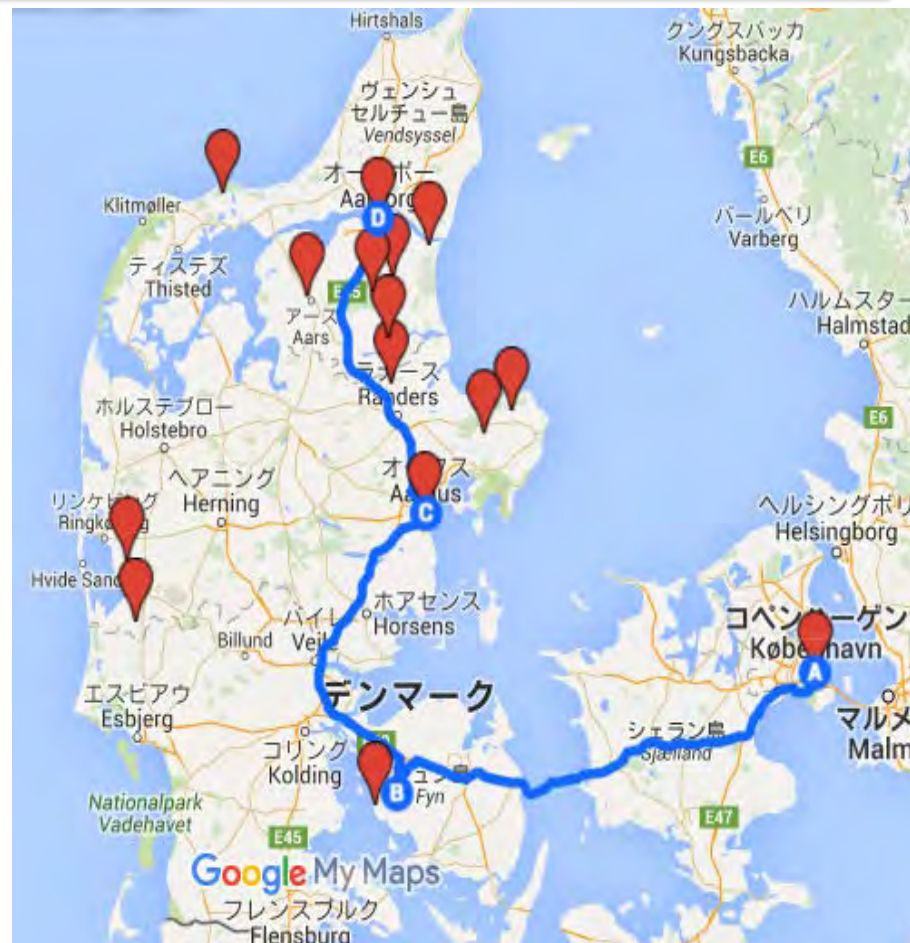 Hirtshals
クングスバッカ
Kungsbacka
ヴェンシュ
セルチュー島
Vendsyssel
E6
Klitmøller
D
バールベリ
Varberg
ティステズ
Thisted
アース
Aars
Randers
ハルムスター
Halmstad
ホルステブロー
Holstebro
E6
ヘアニング
Herning
C
ヘルシングボリ
Helsingborg
Hvide Sand
ホアセンス
Horsens
Billund
デンマーク
A
エスビアウ
Esbjerg
コリング
Kolding
シェラン島
Sjælland
マルメ
Malm
B
Fyn
Nationalpark
Vadehavet
E45
E47
Google My Maps
フレンスブルク
Flensburg